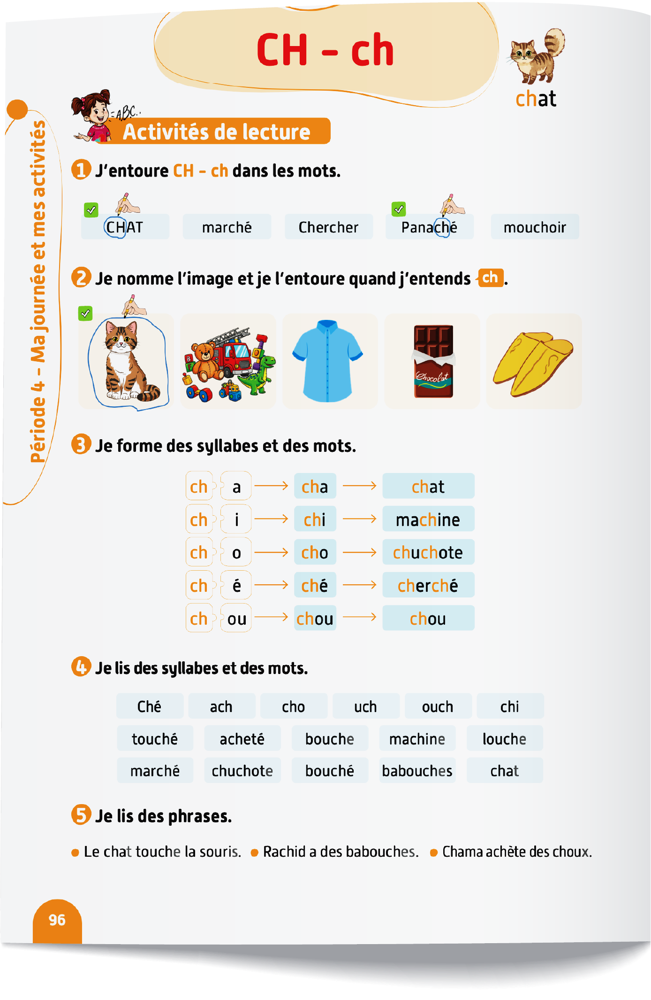 CH - ch
chat
ABC..
Activités de lecture
Période 4 – Ma journée et mes activités
1 J'entoure CH - ch dans les mots.
CHAT marché Chercher Panaché mouchoir
2 Je nomme l'image et je l'entoure quand j'entends ch.
B
F
Chocolat
3 Je forme des syllabes et des mots.
ch a cha chat
ch i chi machine
ch o cho chuchote
ch é ché cherché
ch ou chou chou
4 Je lis des syllabes et des mots.
Ché ach cho uch ouch chi
touché acheté bouche machine louche
marché chuchote bouché babouches chat
5 Je lis des phrases.
Le chat touche la souris. Rachid a des babouches. Chama achète des choux.
96